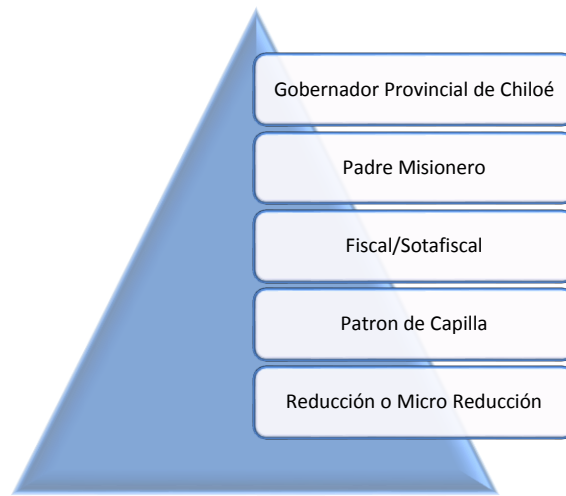 Gobernador Provincial de Chiloé
Padre Misionero
Fiscal/Sotafiscal
Patron de Capilla
Reducción o Micro Reducción